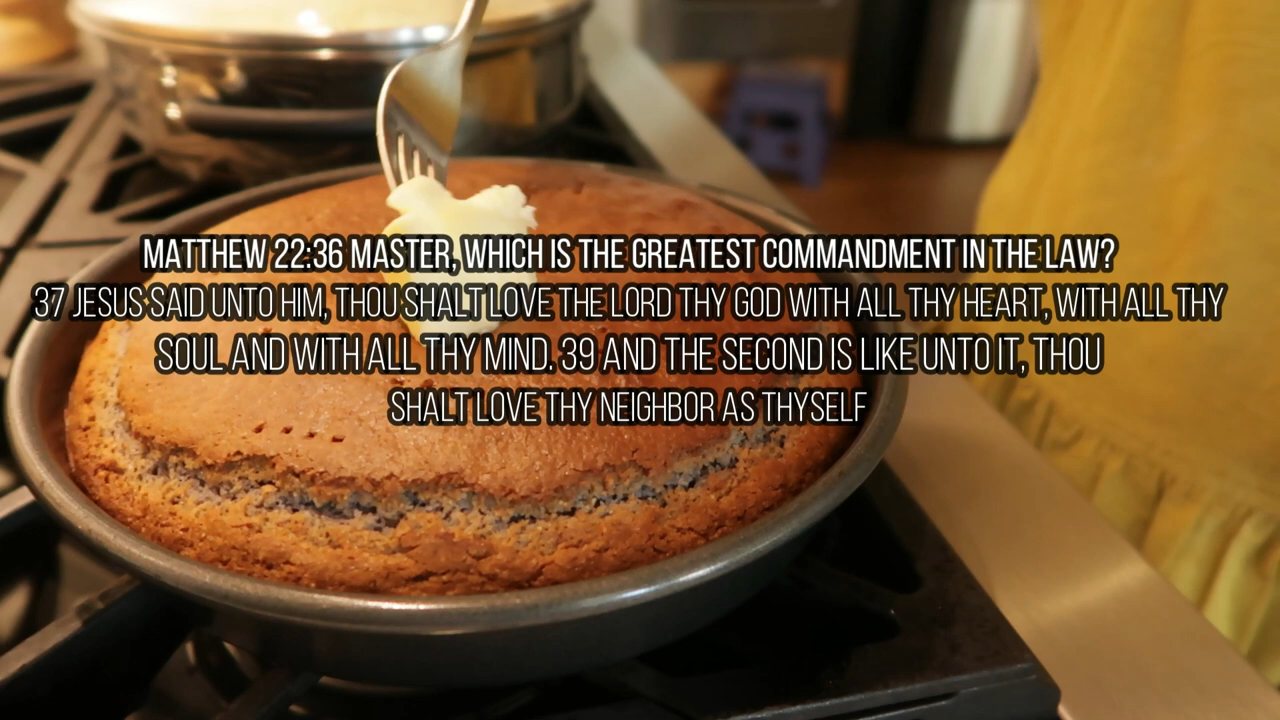 MATTHEW 22:36 MASTER, WHICH IS THE GREATEST COMMANDMENT IN THE LAW?
37 JESUS SAID UNTO HIM, THOU SHALT LOVE THE LORD THY GOD WITH ALL THY HEART, WITH ALL THY
SOUL AND WITH ALL THY MIND. 39 AND THE SECOND IS LIKE UNTO IT, THOU
SHALT LOVE THY NEIGHBOR AS THYSELF